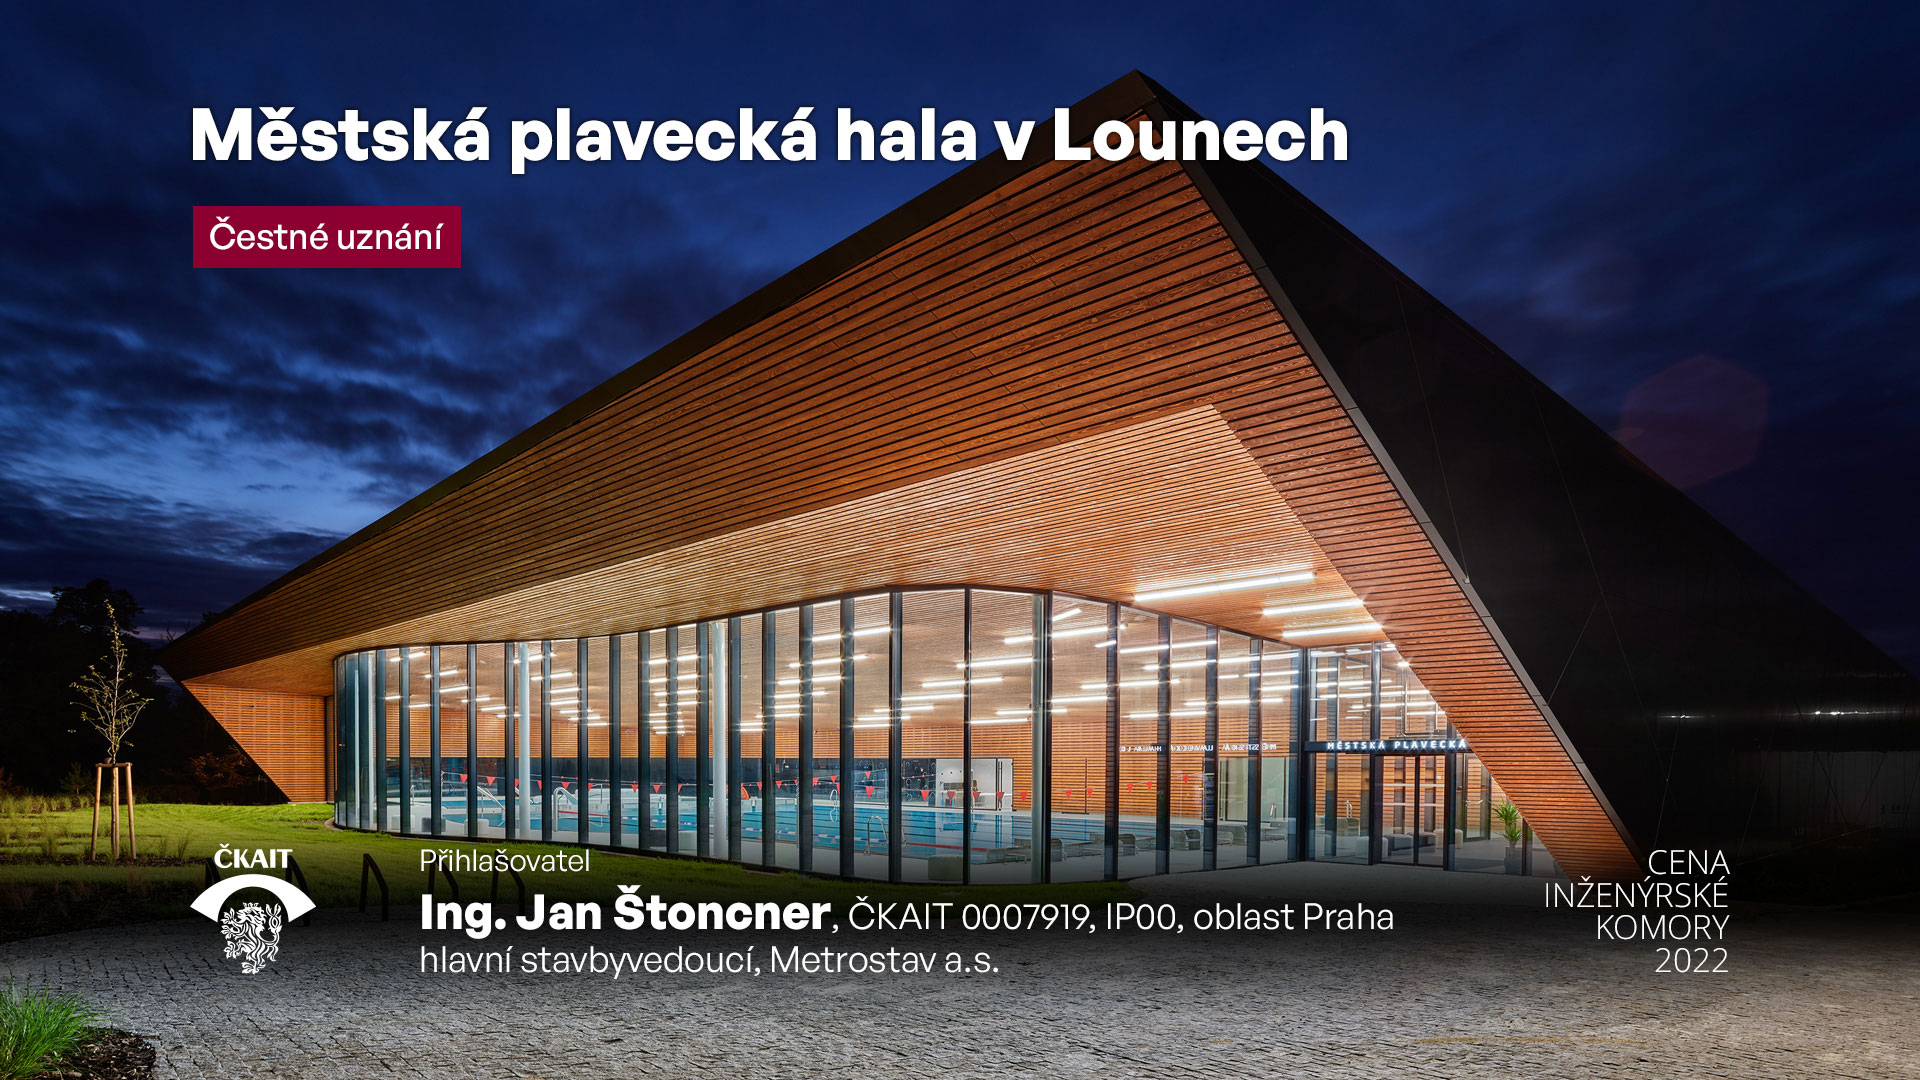 Městská plavecká hala v Lounech
Čestné uznání
MĚSTSKÁ PLAVECKÁ
ČKAIT
Přihlašovatel
Ing. Jan Štoncner, ČKAIT 0007919, IP00, oblast Praha
hlavní stavbyvedoucí, Metrostav a.s.
CENA
INŽENÝRSKÉ
KOMORY
2022